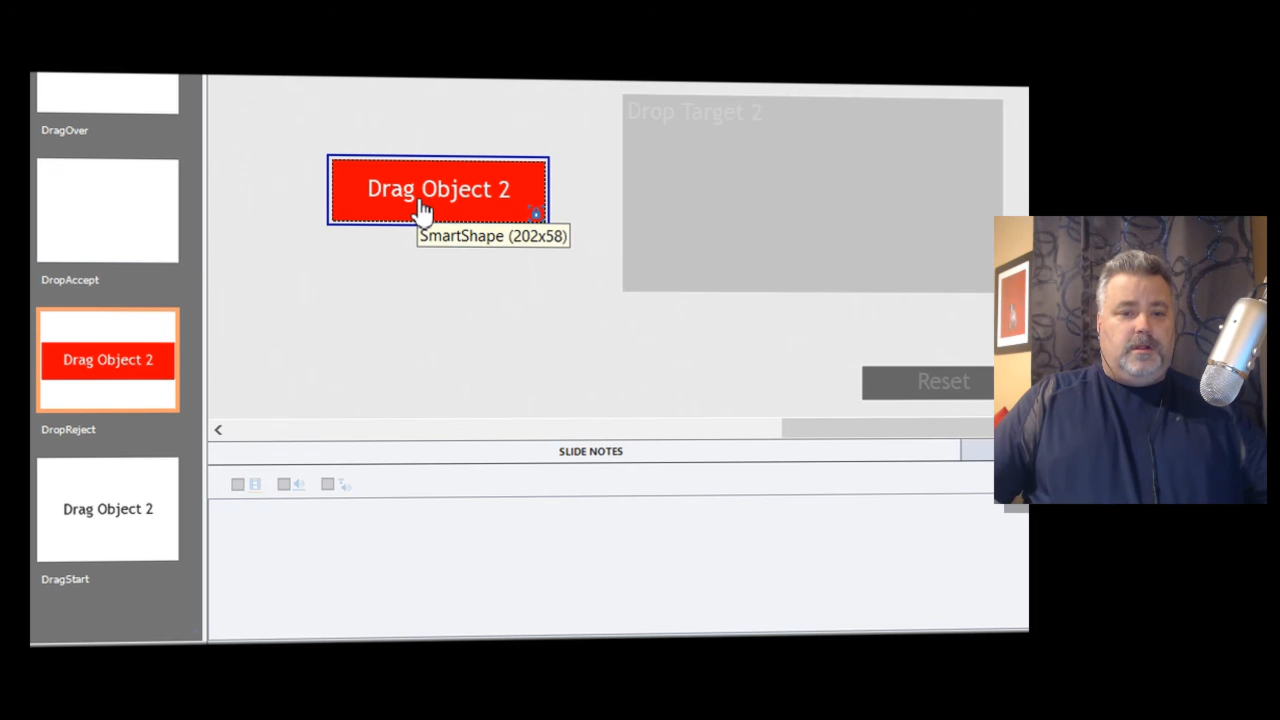 DragOver
DropAccept
Drag Object 2
DropReject
Drag Object 2
DragStart
Drop Target 2
Drag Object 2
SmartShape (202x58)
Reset
SLIDE NOTES